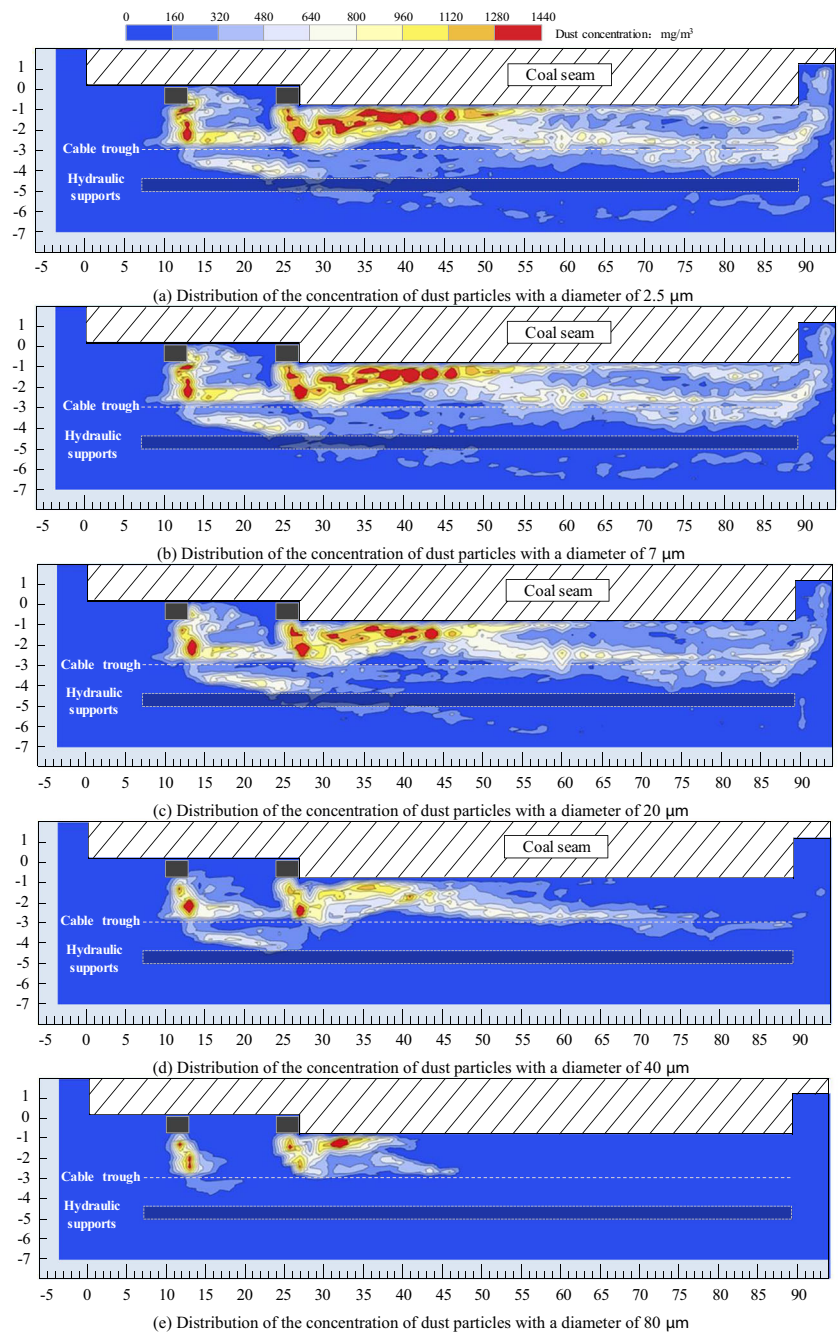 0 160 320 480 640 800 960 1120 1280 1440
Dust concentration: mg/m³
1
0
-1
-2
-3
-4
-5
-6
-7
Coal seam
Cable trough
Hydraulic
supports
-5 0 5 10 15 20 25 30 35 40 45 50 55 60 65 70 75 80 85 90
(a) Distribution of the concentration of dust particles with a diameter of 2.5 μm
1
0
-1
-2
-3
-4
-5
-6
-7
Coal seam
Cable trough
Hydraulic
supports
-5 0 5 10 15 20 25 30 35 40 45 50 55 60 65 70 75 80 85 90
(b) Distribution of the concentration of dust particles with a diameter of 7 μm
1
0
-1
-2
-3
-4
-5
-6
-7
Coal seam
Cable trough
Hydraulic
supports
-5 0 5 10 15 20 25 30 35 40 45 50 55 60 65 70 75 80 85 90
(c) Distribution of the concentration of dust particles with a diameter of 20 μm
1
0
-1
-2
-3
-4
-5
-6
-7
Coal seam
Cable trough
Hydraulic
supports
-5 0 5 10 15 20 25 30 35 40 45 50 55 60 65 70 75 80 85 90
(d) Distribution of the concentration of dust particles with a diameter of 40 μm
1
0
-1
-2
-3
-4
-5
-6
-7
Coal seam
Cable trough
Hydraulic
supports
-5 0 5 10 15 20 25 30 35 40 45 50 55 60 65 70 75 80 85 90
(e) Distribution of the concentration of dust particles with a diameter of 80 μm